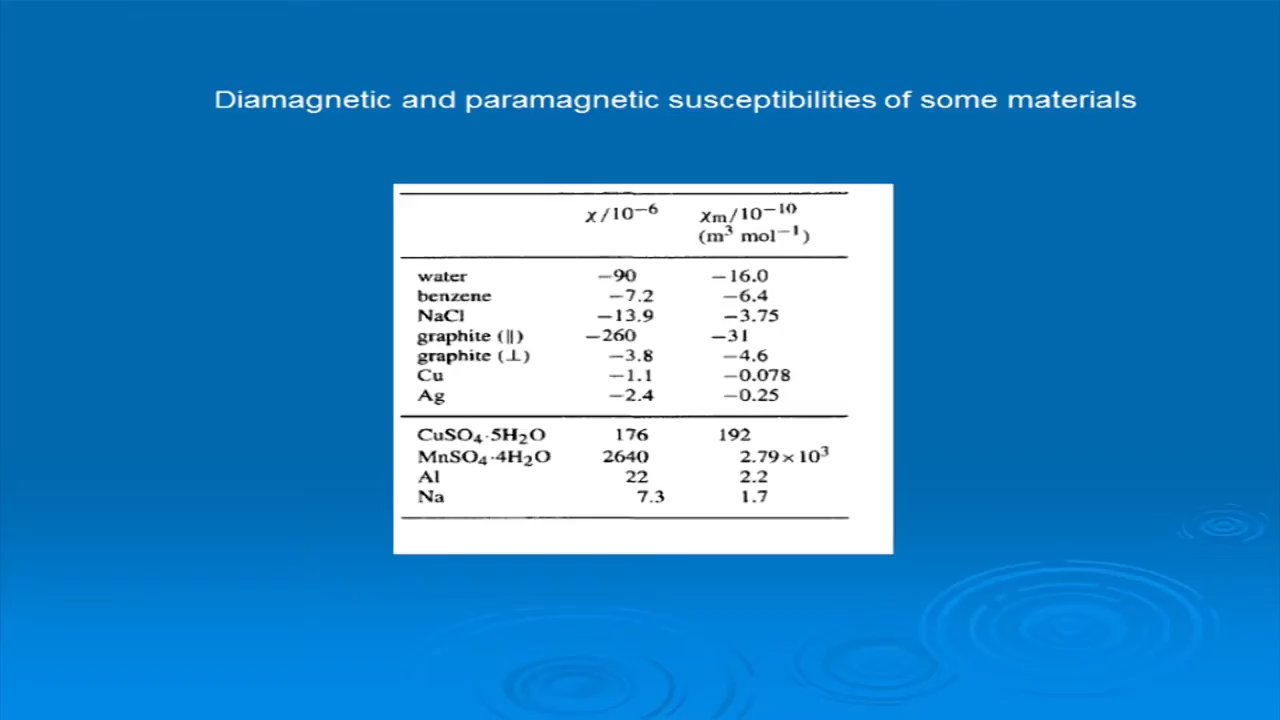 Diamagnetic and paramagnetic susceptibilities of some materials
χ/10−6 χm/10−10
(m3 mol−1)
water −90 −16.0
benzene −7.2 −6.4
NaCl −13.9 −3.75
graphite (∥) −260 −31
graphite (⊥) −3.8 −4.6
Cu −1.1 −0.078
Ag −2.4 −0.25
CuSO4·5H2O 176 192
MnSO4·4H2O 2640 2.79×103
Al 22 2.2
Na 7.3 1.7